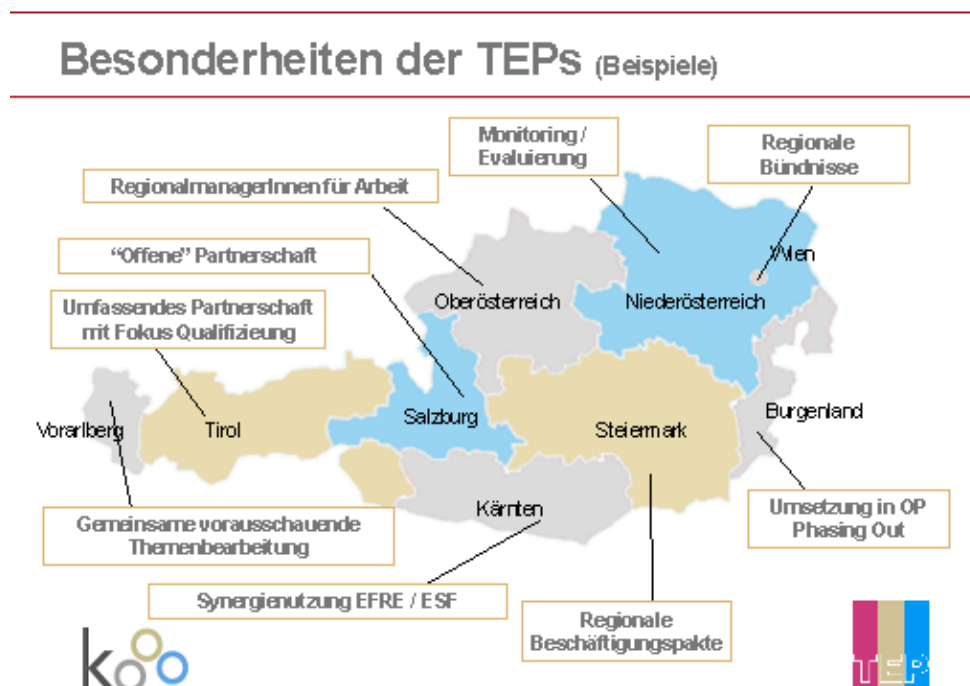 Besonderheiten der TEPs (Beispiele)
Monitoring /
Evaluierung
Regionale
Bündnisse
RegionalmanagerInnen für Arbeit
“Offene” Partnerschaft
Wien
Oberösterreich
Niederösterreich
Umfassendes Partnerschaft
mit Fokus Qualifizieung
Vorarlberg
Tirol
Salzburg
Steiermark
Burgenland
Kärnten
Gemeinsame vorausschauende
Themenbearbeitung
Umsetzung in OP
Phasing Out
Synergienutzung EFRE / ESF
Regionale
Beschäftigungspakte
kooo
TEPs